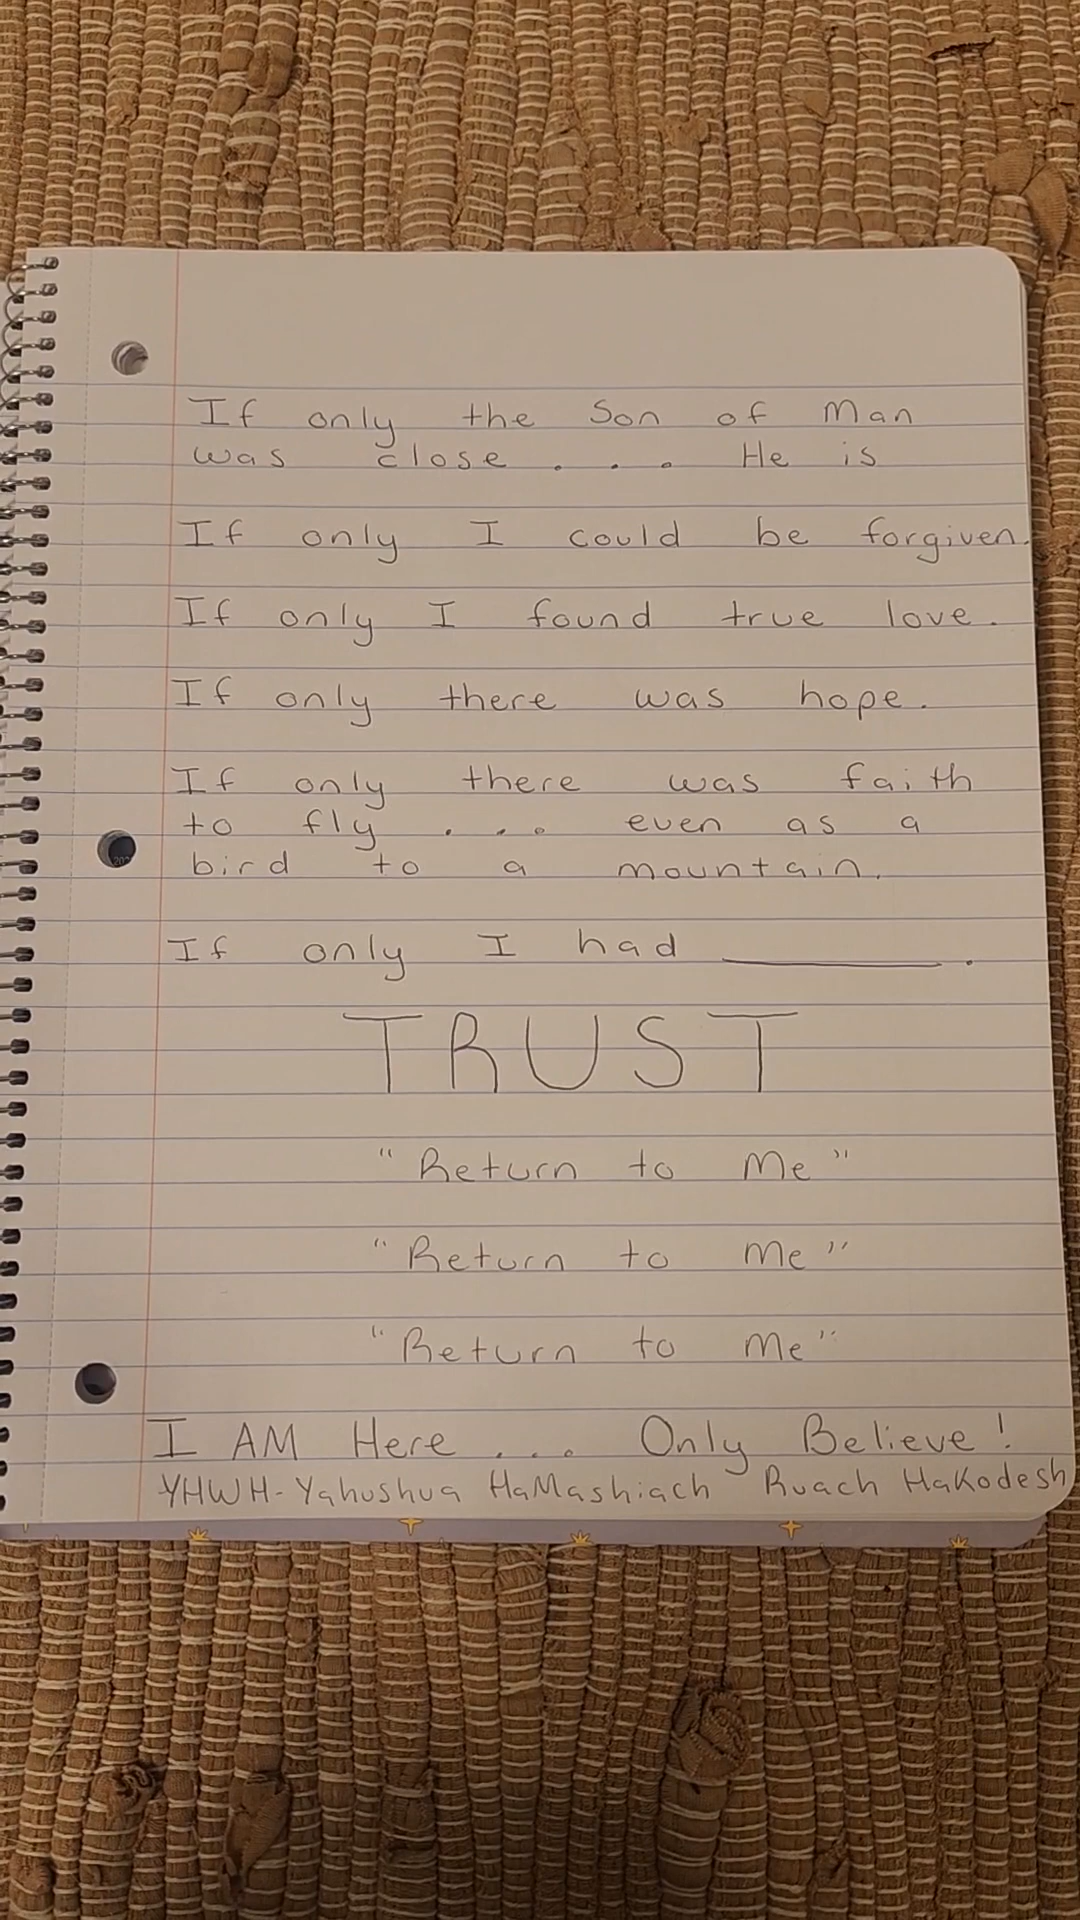 If only the Son of Man
was close . . . He is
If only I could be forgiven.
If only I found true love.
If only there was hope.
If only there was faith
to fly . . . even as a
bird to a mountain.
If only I had ________.
TRUST
"Return to Me"
"Return to Me"
"Return to Me"
I AM Here . . . Only Believe!
YHWH-Yahushua HaMashiach Ruach HaKodesh